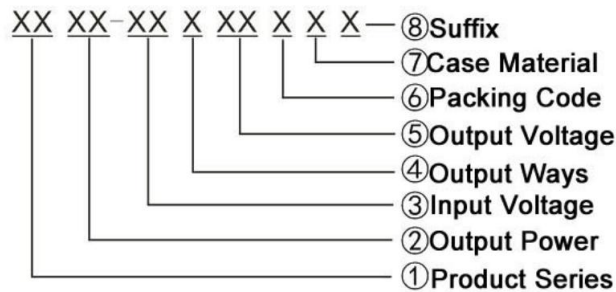 XX XX-XX X XX X X X
⑧Suffix
⑦Case Material
⑥Packing Code
⑤Output Voltage
④Output Ways
③Input Voltage
②Output Power
①Product Series